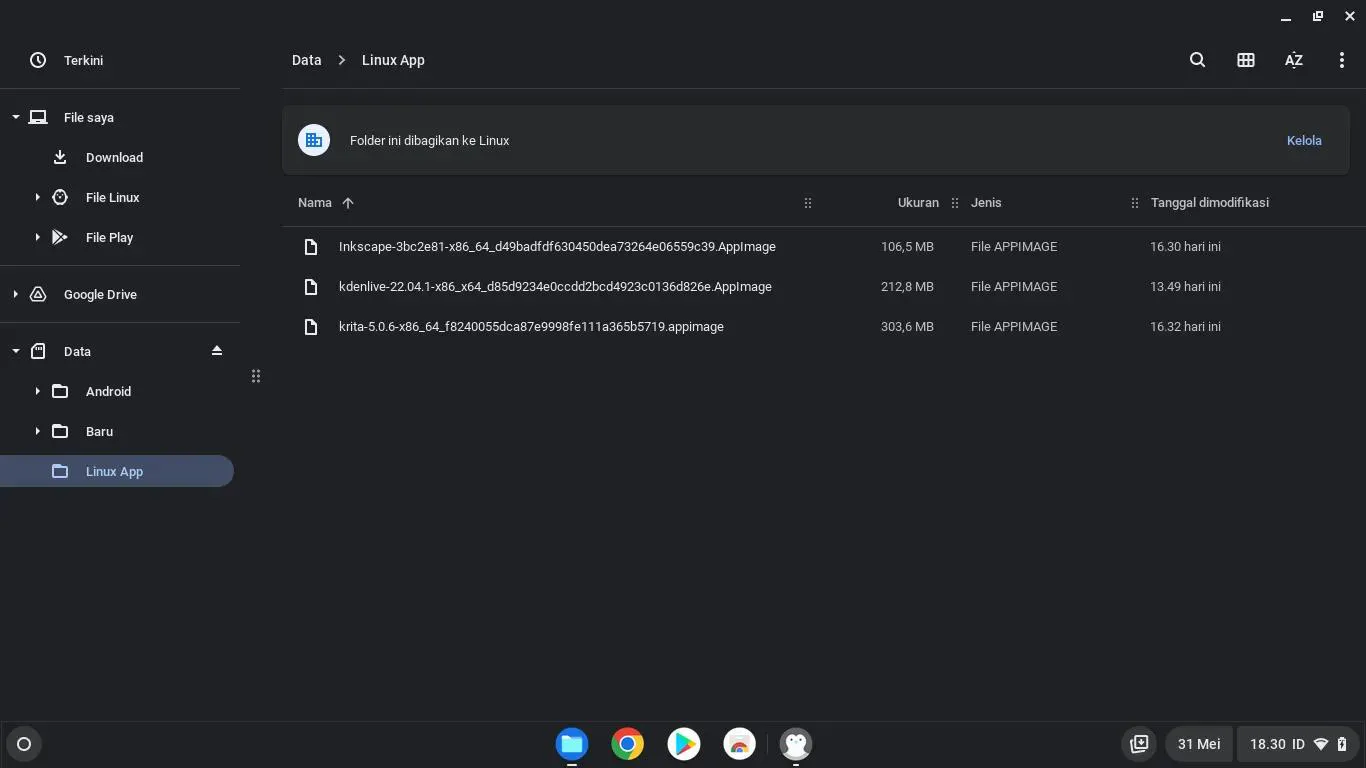 Terkini
Data > Linux App
AZ
File saya
Download
File Linux
File Play
Google Drive
Data
Android
Baru
Linux App
Folder ini dibagikan ke Linux
Kelola
Nama Ukuran Jenis Tanggal dimodifikasi
Inkscape-3bc2e81-x86_64_d49badfdf630450dea73264e06559c39.AppImage 106,5 MB File APPIMAGE 16.30 hari ini
kdenlive-22.04.1-x86_x64_d85d9234e0ccdd2bcd4923c0136d826e.AppImage 212,8 MB File APPIMAGE 13.49 hari ini
krita-5.0.6-x86_64_f8240055dca87e9998fe111a365b5719.appimage 303,6 MB File APPIMAGE 16.32 hari ini
31 Mei
18.30 ID